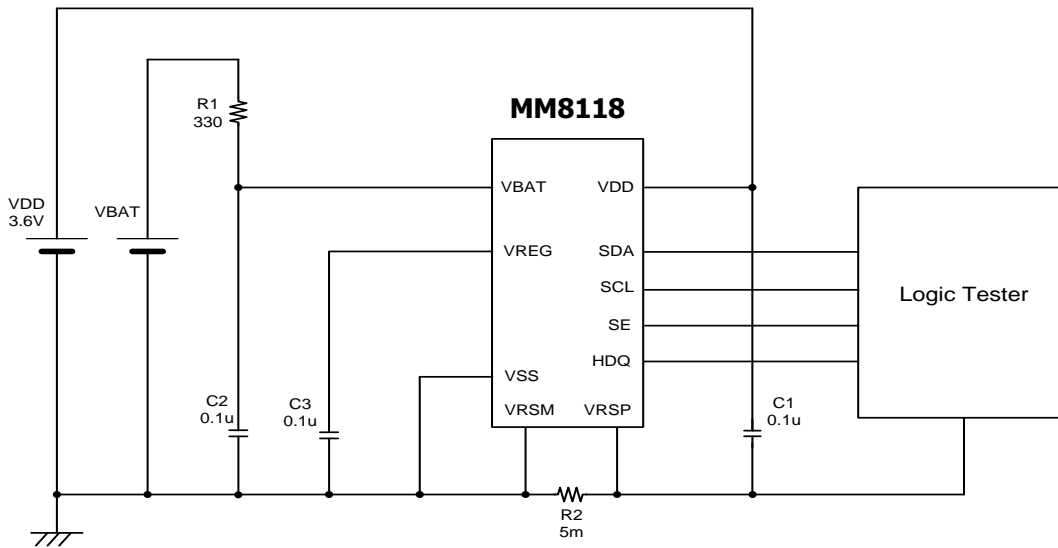 MM8118
R1
330
VBAT
VDD
VDD
3.6V
VBAT
VREG
SDA
SCL
Logic Tester
SE
HDQ
VSS
C2
0.1u
C3
0.1u
VRSM
VRSP
C1
0.1u
R2
5m